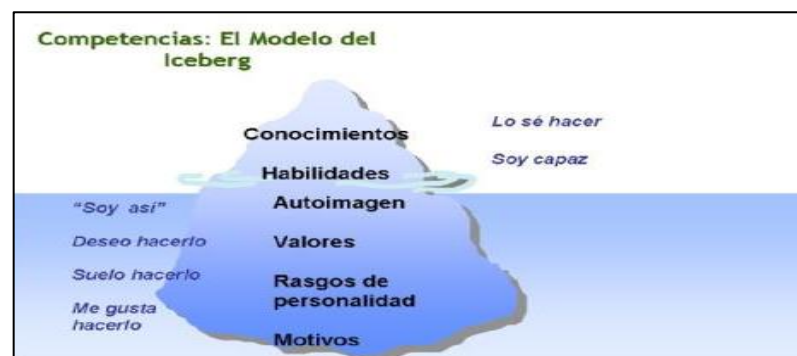 Competencias: El Modelo del
Iceberg
Conocimientos
Lo sé hacer
Soy capaz
Habilidades
"Soy así"
Autoimagen
Deseo hacerlo
Valores
Suelo hacerlo
Rasgos de
personalidad
Me gusta
hacerlo
Motivos